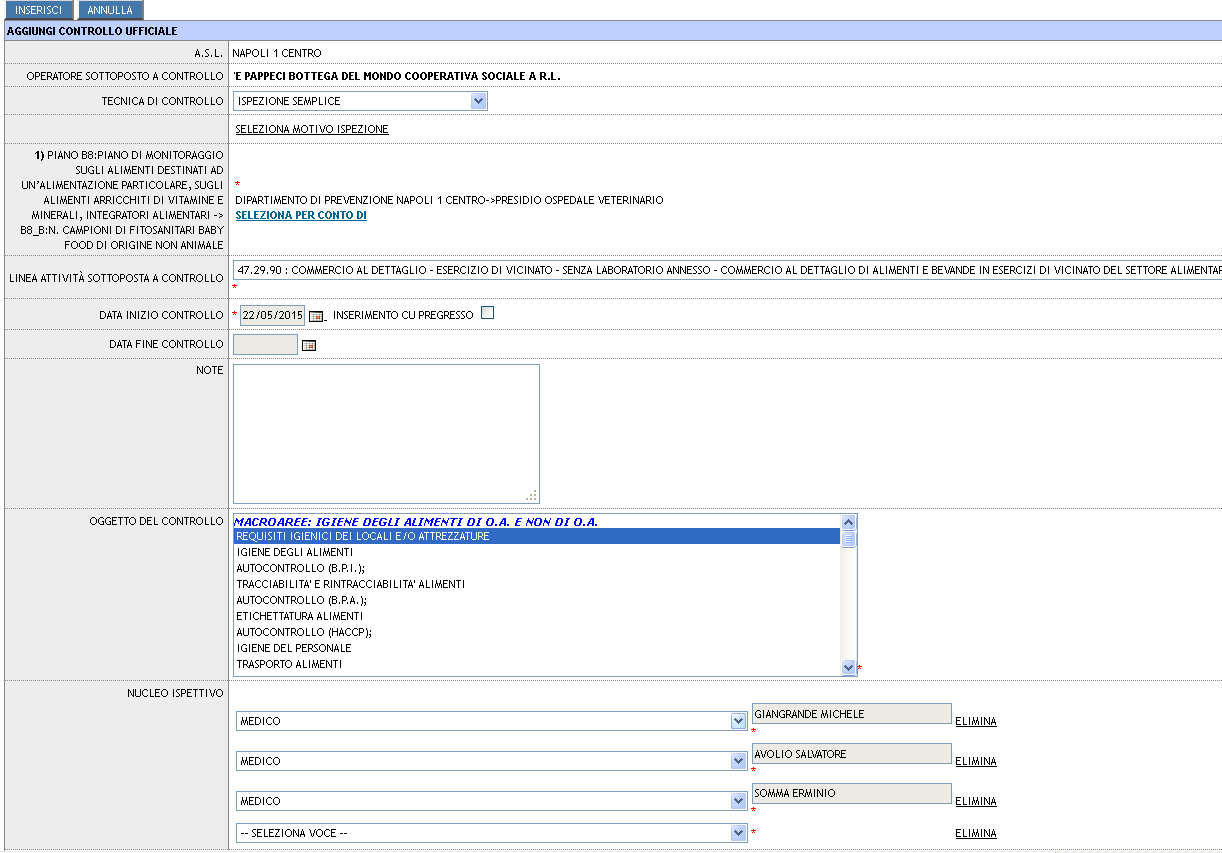 INSERISCI ANNULLA
AGGIUNGI CONTROLLO UFFICIALE
A.S.L. NAPOLI 1 CENTRO
OPERATORE SOTTOPOSTO A CONTROLLO 'E PAPPECI BOTTEGA DEL MONDO COOPERATIVA SOCIALE A R.L.
TECNICA DI CONTROLLO ISPEZIONE SEMPLICE
SELEZIONA MOTIVO ISPEZIONE
1) PIANO B8:PIANO DI MONITORAGGIO
SUGLI ALIMENTI DESTINATI AD
UN'ALIMENTAZIONE PARTICOLARE, SUGLI *
ALIMENTI ARRICCHITI DI VITAMINE E DIPARTIMENTO DI PREVENZIONE NAPOLI 1 CENTRO->PRESIDIO OSPEDALE VETERINARIO
MINERALI, INTEGRATORI ALIMENTARI -> SELEZIONA PER CONTO DI
B8_B:N. CAMPIONI DI FITOSANITARI BABY
FOOD DI ORIGINE NON ANIMALE
LINEA ATTIVITÀ SOTTOPOSTA A CONTROLLO 47.29.90 : COMMERCIO AL DETTAGLIO - ESERCIZIO DI VICINATO - SENZA LABORATORIO ANNESSO - COMMERCIO AL DETTAGLIO DI ALIMENTI E BEVANDE IN ESERCIZI DI VICINATO DEL SETTORE ALIMENTAR
*
DATA INIZIO CONTROLLO * 22/05/2015 INSERIMENTO CU PREGRESSO
DATA FINE CONTROLLO
NOTE
OGGETTO DEL CONTROLLO MACROAREE: IGIENE DEGLI ALIMENTI DI O.A. E NON DI O.A.
REQUISITI IGIENICI DEI LOCALI E/O ATTREZZATURE
IGIENE DEGLI ALIMENTI
AUTOCONTROLLO (B.P.I.);
TRACCIABILITA' E RINTRACCIABILITA' ALIMENTI
AUTOCONTROLLO (B.P.A.);
ETICHETTATURA ALIMENTI
AUTOCONTROLLO (HACCP);
IGIENE DEL PERSONALE
TRASPORTO ALIMENTI *
NUCLEO ISPETTIVO
MEDICO GIANGRANDE MICHELE * ELIMINA
MEDICO AVOLIO SALVATORE * ELIMINA
MEDICO SOMMA ERMINIO * ELIMINA
-- SELEZIONA VOCE -- * ELIMINA